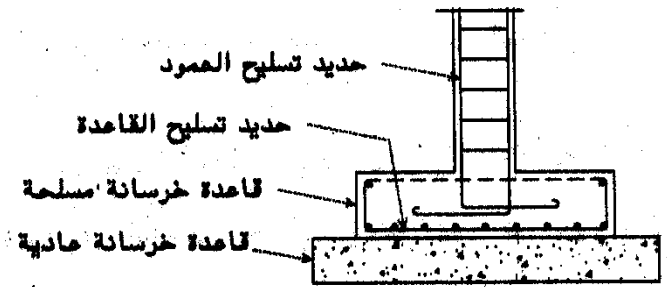 حديد تسليح العمود
حديد تسليح القاعدة
قاعدة خرسانة مسلحة
قاعدة خرسانة عادية